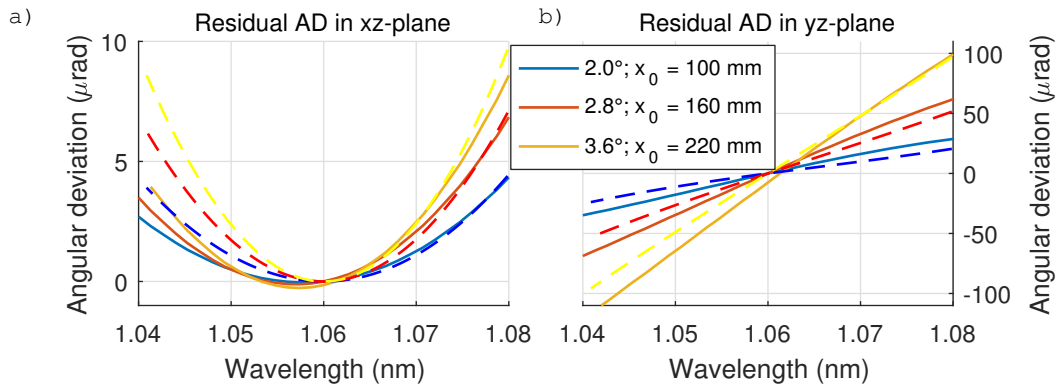 a)
Residual AD in xz-plane
Angular deviation (μrad)
10
5
0
1.04
1.05
1.06
1.07
1.08
Wavelength (nm)
b)
Residual AD in yz-plane
2.0°; x_0 = 100 mm
2.8°; x_0 = 160 mm
3.6°; x_0 = 220 mm
100
50
0
-50
-100
Angular deviation (μrad)
1.04
1.05
1.06
1.07
1.08
Wavelength (nm)